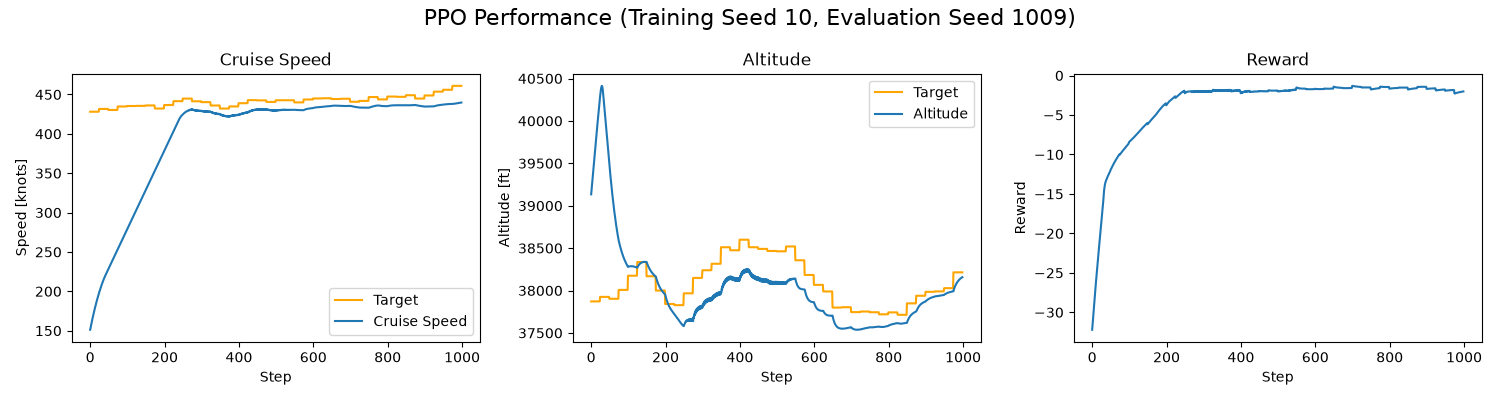 PPO Performance (Training Seed 10, Evaluation Seed 1009)
Cruise Speed
450
400
350
300
250
200
150
Speed [knots]
Target
Cruise Speed
0 200 400 600 800 1000
Step
Altitude
40500
40000
39500
39000
38500
38000
37500
Altitude [ft]
Target
Altitude
0 200 400 600 800 1000
Step
Reward
0
−5
−10
−15
−20
−25
−30
Reward
0 200 400 600 800 1000
Step